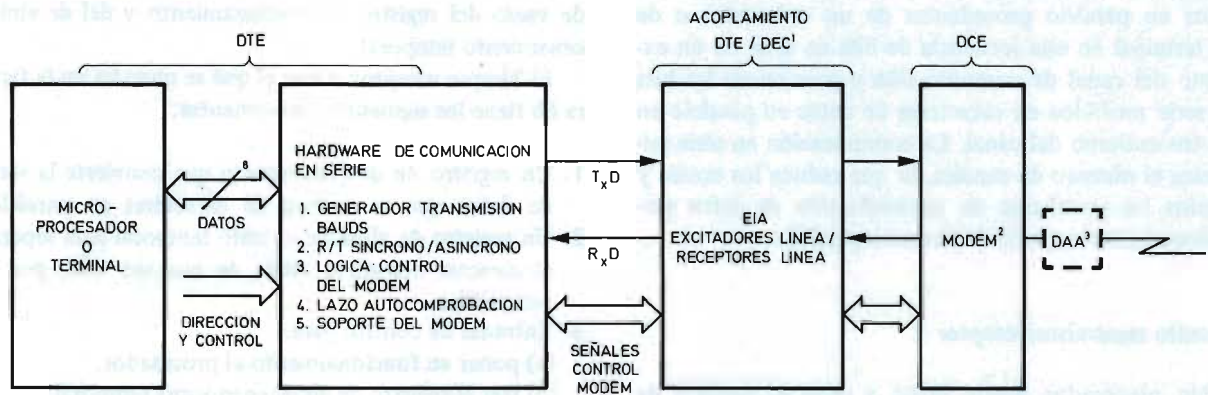 DTE
ACOPLAMIENTO
DTE / DEC¹
DCE
MICRO-
PROCESADOR
O
TERMINAL
8
DATOS
DIRECCION
Y CONTROL
HARDWARE DE COMUNICACION
EN SERIE
1. GENERADOR TRANSMISION
BAUDS
2. R/T SINCRONO/ASINCRONO
3. LOGICA CONTROL
DEL MODEM
4. LAZO AUTOCOMPROBACION
5. SOPORTE DEL MODEM
TxD
RxD
SEÑALES
CONTROL
MODEM
EIA
EXCITADORES LINEA/
RECEPTORES LINEA
MODEM²
DAA³